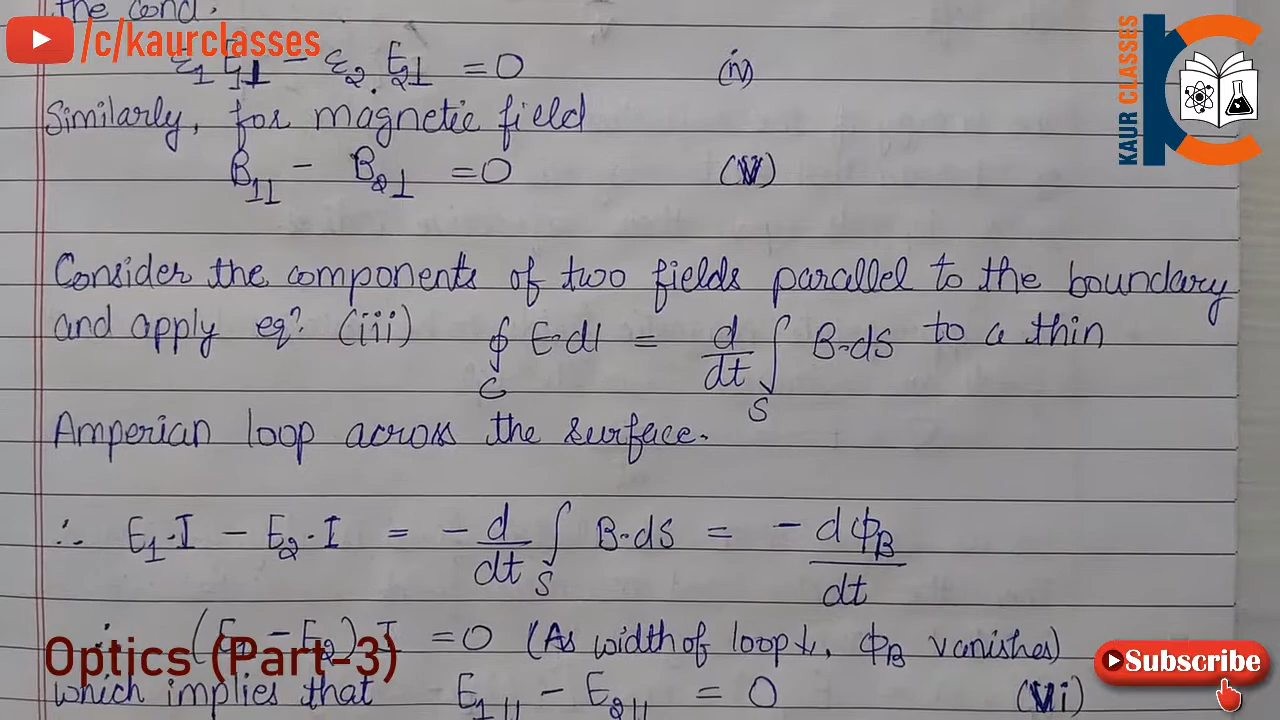 the cond.
/c/kaurclasses
ε1 E1⊥ - ε2 . E2⊥ = 0 (iv)
KAUR CLASSES
Similarly, for magnetic field
B1⊥ - B2⊥ = 0 (V)
Consider the components of two fields parallel to the boundary
and apply eqn. (iii) ∮C E·dl = d/dt ∫S B·ds to a thin
Amperian loop across the surface.
∴ E1·I - E2·I = - d/dt ∫S B·ds = - dΦB/dt
(E1 - E2)·I = 0 (As width of loop ↓, ΦB vanishes)
Optics (Part-3)
Subscribe
which implies that E1|| - E2|| = 0 (Vi)